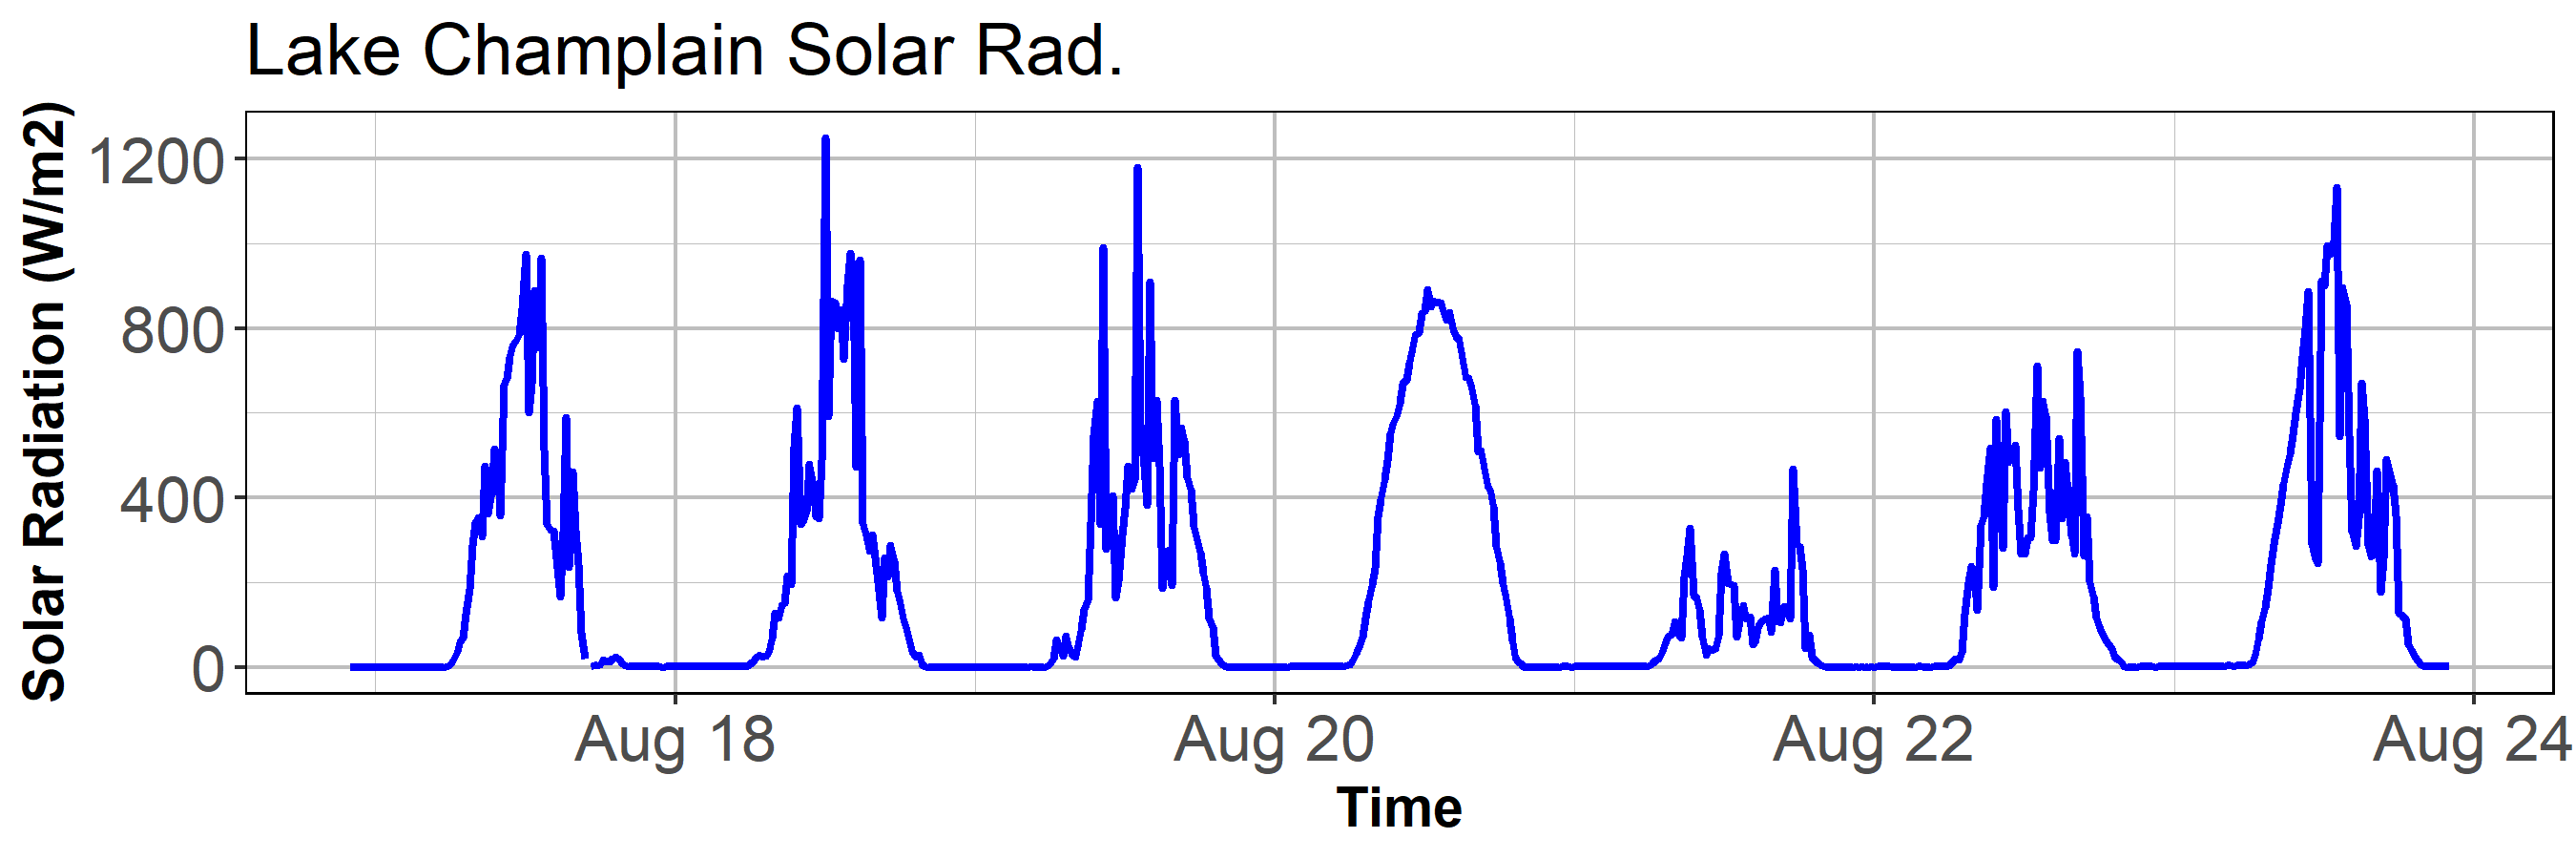 Lake Champlain Solar Rad.
Solar Radiation (W/m2)
1200
800
400
0
Aug 18
Aug 20
Aug 22
Aug 24
Time